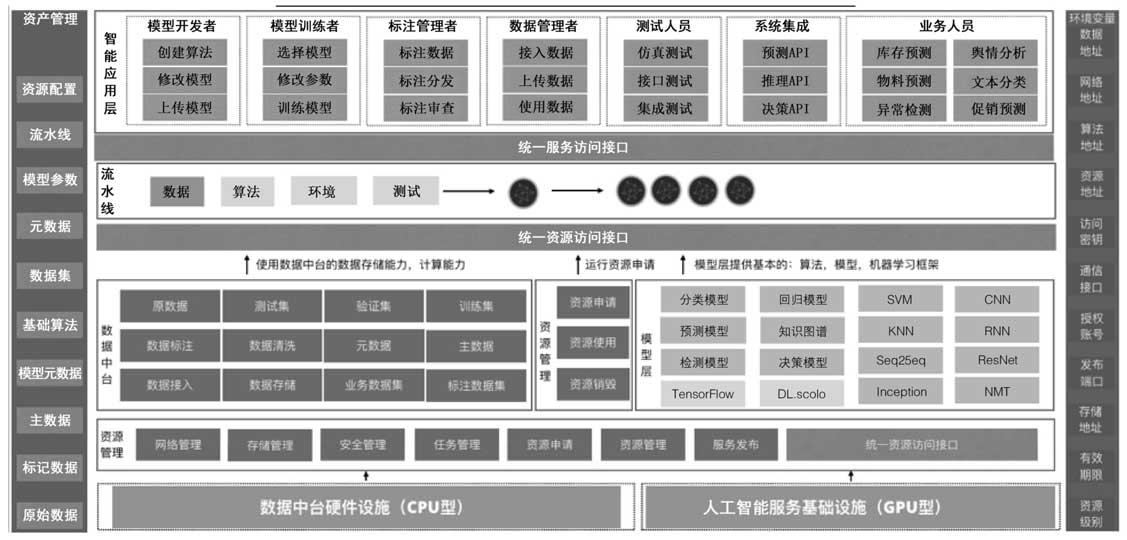 资产管理
资源配置
流水线
模型参数
元数据
数据集
基础算法
模型元数据
主数据
标记数据
原始数据
智能应用层
模型开发者
创建算法
修改模型
上传模型
模型训练者
选择模型
修改参数
训练模型
标注管理者
标注数据
标注分发
标注审查
数据管理者
接入数据
上传数据
使用数据
测试人员
仿真测试
接口测试
集成测试
系统集成
预测API
推理API
决策API
业务人员
库存预测 舆情分析
物料预测 文本分类
异常检测 促销预测
统一服务访问接口
流水线
数据 算法 环境 测试
统一资源访问接口
使用数据中台的数据存储能力，计算能力
运行资源申请
模型层提供基本的：算法，模型，机器学习框架
数据中台
原数据 测试集 验证集 训练集
数据标注 数据清洗 元数据 主数据
数据接入 数据存储 业务数据集 标注数据集
资源管理
资源申请
资源使用
资源销毁
模型层
分类模型 回归模型 SVM CNN
预测模型 知识图谱 KNN RNN
检测模型 决策模型 Seq25eq ResNet
TensorFlow DL.scolo Inception NMT
资源
管理
网络管理 存储管理 安全管理 任务管理 资源申请 资源管理 服务发布 统一资源访问接口
数据中台硬件设施（CPU型）
人工智能服务基础设施（GPU型）
环境变量
数据
地址
网络
地址
算法
地址
资源
地址
访问
密钥
通信
接口
授权
账号
发布
端口
存储
地址
有效
期限
资源
级别